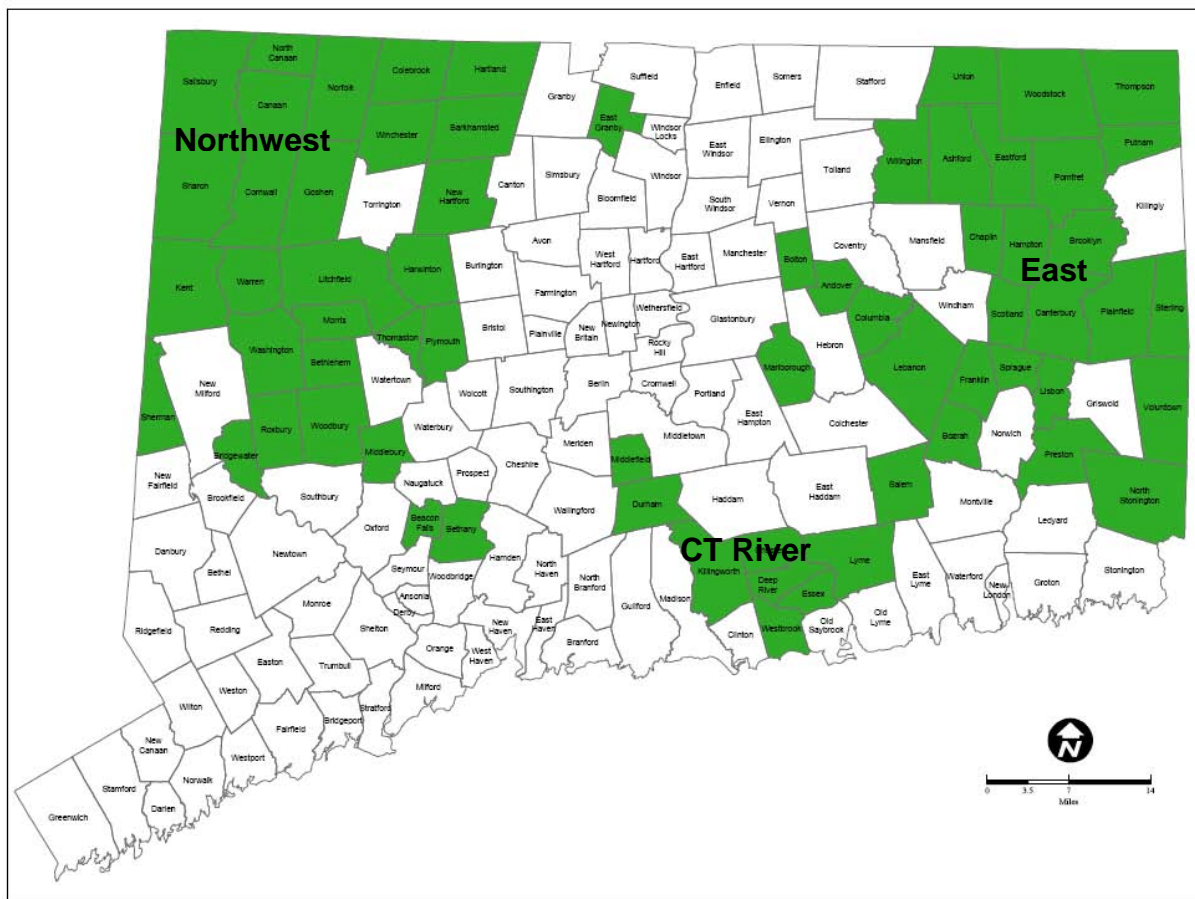 North
Canaan
Salisbury
Norfolk
Colebrook
Hartland
Canaan
Granby
Suffield
Enfield
Somers
Stafford
Union
Woodstock
Thompson
Northwest
Winchester
Barkhamsted
East
Granby
Windsor
Locks
East
Windsor
Ellington
Tolland
Willington
Ashford
Eastford
Putnam
Pomfret
Killingly
Sharon
Cornwall
Goshen
Torrington
New
Hartford
Canton
Simsbury
Bloomfield
Windsor
South
Windsor
Vernon
Avon
West
Hartford
Hartford
East
Hartford
Manchester
Bolton
Coventry
Mansfield
Chaplin
Hampton
Brooklyn
East
Kent
Warren
Litchfield
Harwinton
Burlington
Farmington
Wethersfield
Newington
New
Britain
Plainville
Bristol
Glastonbury
Rocky
Hill
Andover
Columbia
Hebron
Windham
Scotland
Canterbury
Plainfield
Sterling
Morris
Washington
Bethlehem
Thomaston
Plymouth
Watertown
Wolcott
Southington
Berlin
Cromwell
Portland
Marlborough
East
Hampton
Lebanon
Franklin
Sprague
Lisbon
Griswold
Voluntown
New
Milford
Sherman
Roxbury
Woodbury
Bridgewater
Middlebury
Waterbury
Cheshire
Meriden
Middletown
Middlefield
Colchester
Bozrah
Norwich
Preston
North
Stonington
New
Fairfield
Brookfield
Southbury
Naugatuck
Prospect
Wallingford
Durham
Haddam
East
Haddam
Salem
Montville
Ledyard
Danbury
Bethel
Newtown
Oxford
Beacon
Falls
Bethany
Hamden
North
Haven
North
Branford
CT River
Killingworth
Deep
River
Essex
Lyme
East
Lyme
Waterford
New
London
Groton
Stonington
Seymour
Woodbridge
Ansonia
Derby
Monroe
Shelton
Guilford
Madison
Clinton
Westbrook
Old
Saybrook
Old
Lyme
Ridgefield
Redding
Easton
Trumbull
Orange
New
Haven
East
Haven
West
Haven
Branford
Milford
Stratford
Wilton
Weston
Fairfield
Bridgeport
New
Canaan
Norwalk
Westport
Darien
Stamford
Greenwich
N
0 3.5 7 14
Miles